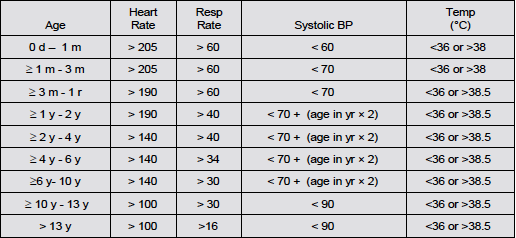 Age Heart Rate Resp Rate Systolic BP Temp (°C)
0 d – 1 m > 205 > 60 < 60 <36 or >38
≥ 1 m - 3 m > 205 > 60 < 70 <36 or >38
≥ 3 m - 1 r > 190 > 60 < 70 <36 or >38.5
≥ 1 y - 2 y > 190 > 40 < 70 + (age in yr × 2) <36 or >38.5
≥ 2 y - 4 y > 140 > 40 < 70 + (age in yr × 2) <36 or >38.5
≥ 4 y - 6 y > 140 > 34 < 70 + (age in yr × 2) <36 or >38.5
≥6 y- 10 y > 140 > 30 < 70 + (age in yr × 2) <36 or >38.5
≥ 10 y - 13 y > 100 > 30 < 90 <36 or >38.5
> 13 y > 100 >16 < 90 <36 or >38.5